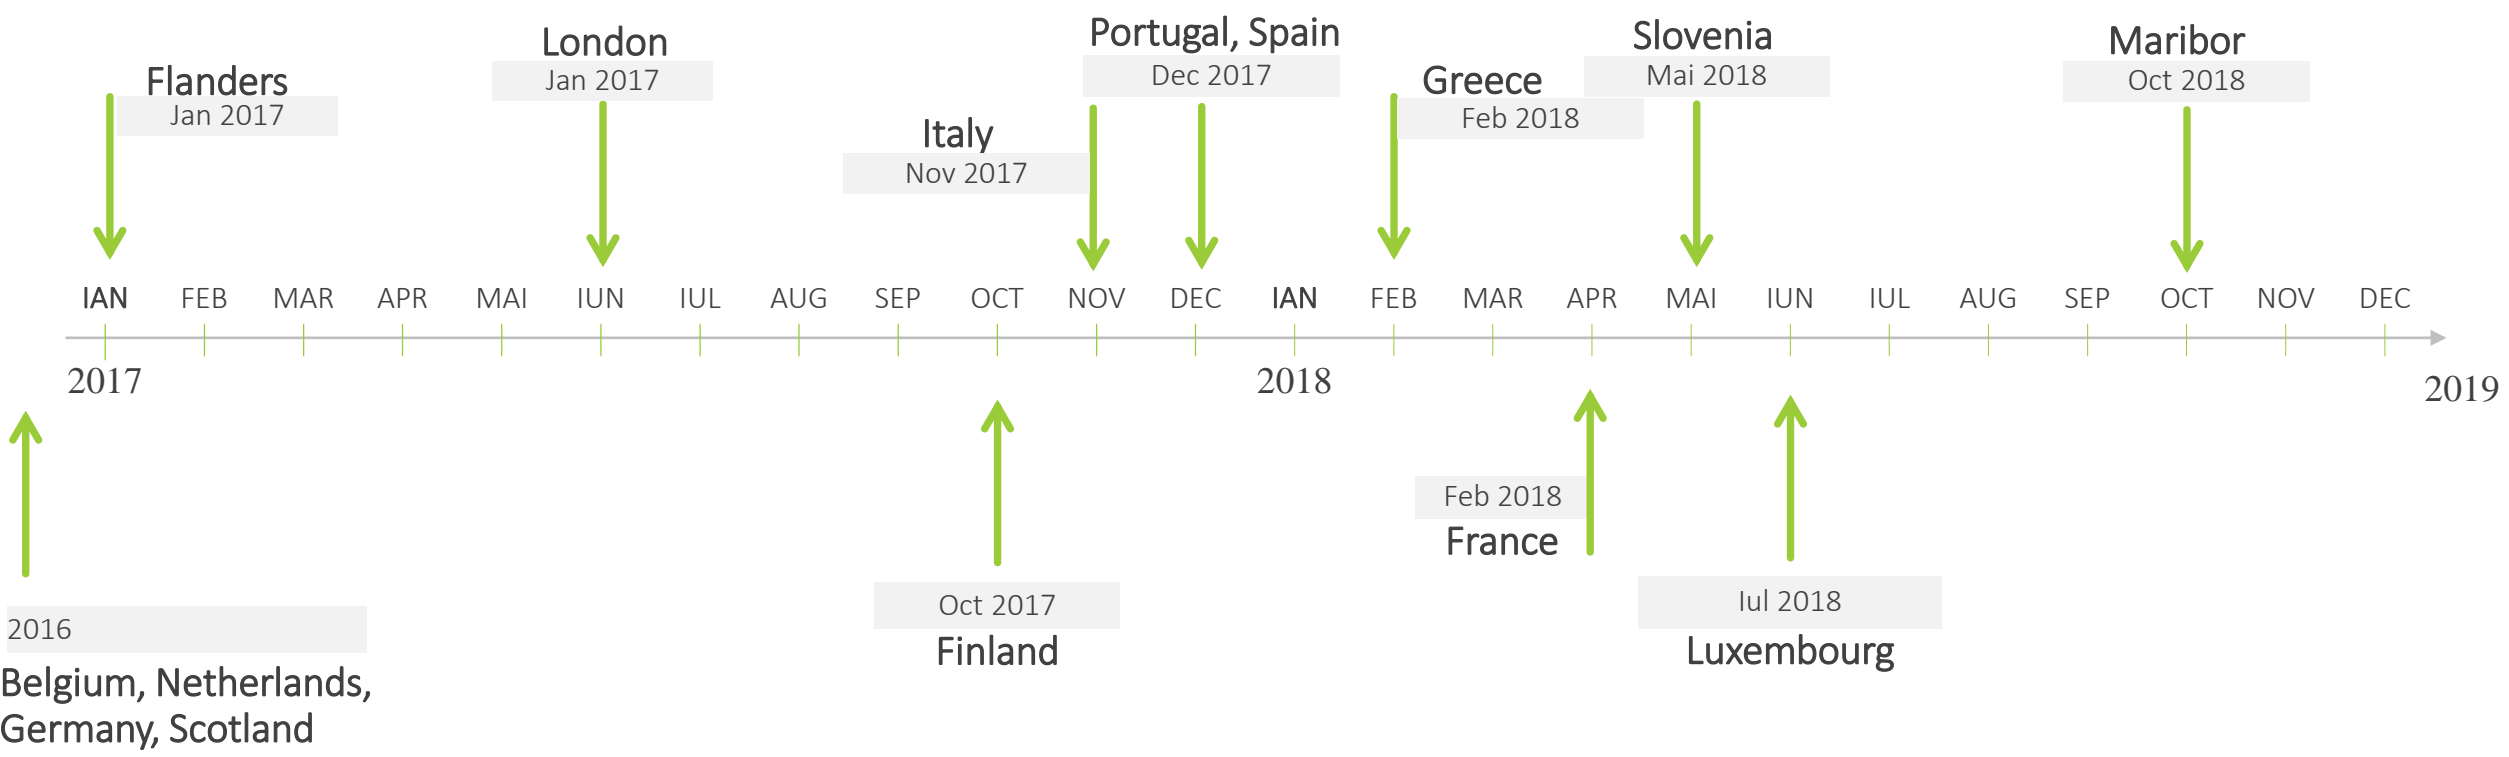 London
Jan 2017
Flanders
Jan 2017
Portugal, Spain
Dec 2017
Italy
Nov 2017
Greece
Feb 2018
Slovenia
Mai 2018
Maribor
Oct 2018
IAN FEB MAR APR MAI IUN IUL AUG SEP OCT NOV DEC IAN FEB MAR APR MAI IUN IUL AUG SEP OCT NOV DEC
2017 2018 2019
2016
Belgium, Netherlands,
Germany, Scotland
Oct 2017
Finland
Feb 2018
France
Iul 2018
Luxembourg